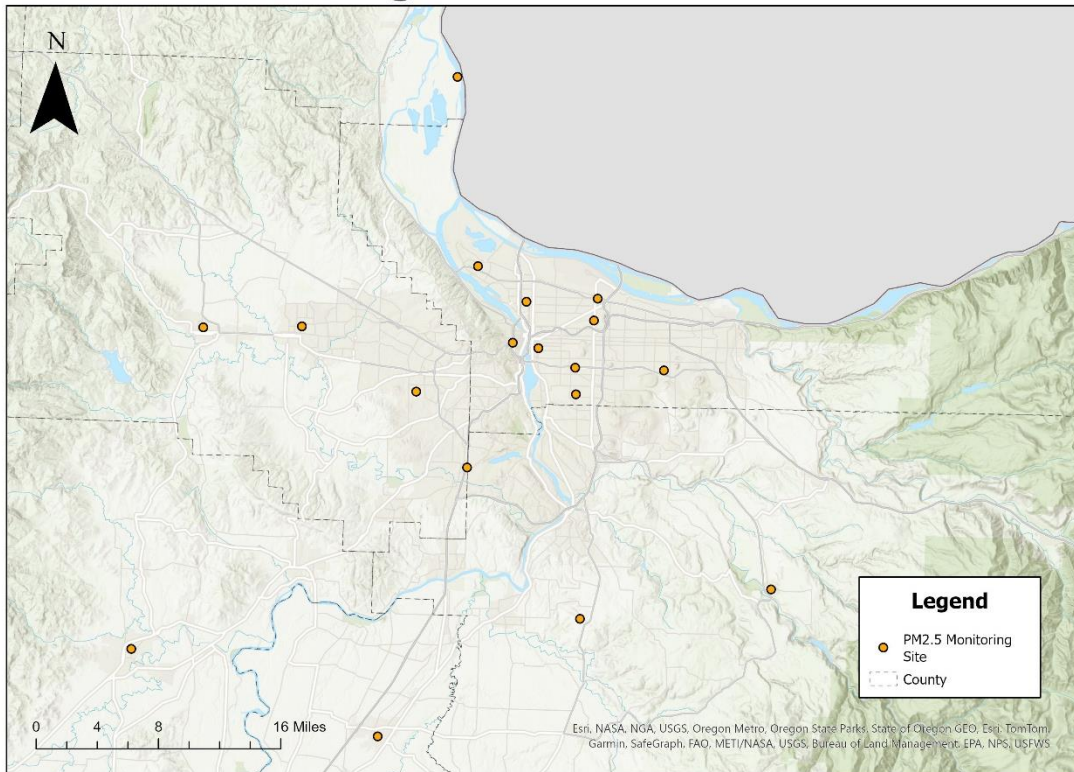 N
Legend
PM2.5 Monitoring
Site
County
0 4 8 16 Miles
Esri, NASA, NGA, USGS, Oregon Metro, Oregon State Parks, State of Oregon GEO, Esri, TomTom,
Garmin, SafeGraph, FAO, METI/NASA, USGS, Bureau of Land Management, EPA, NPS, USFWS